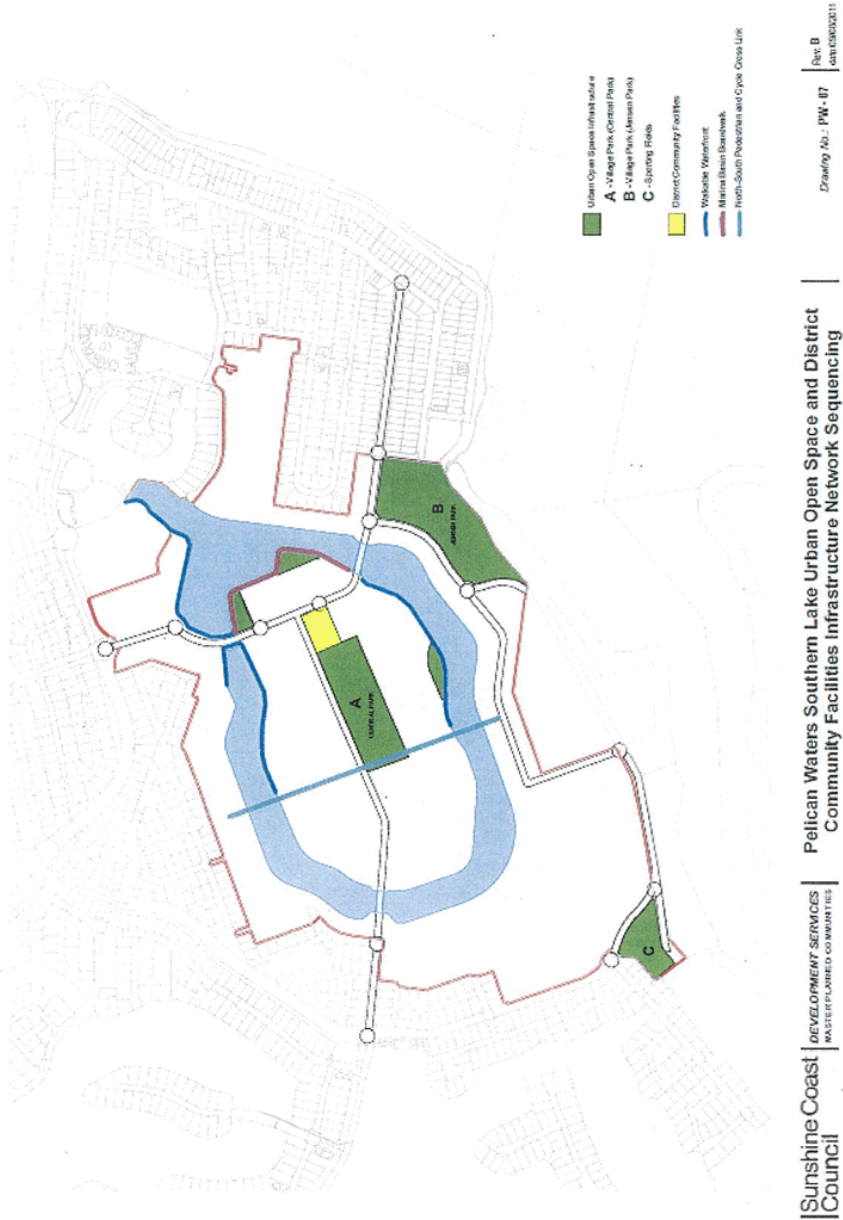 Urban Open Space Infrastructure
A - Village Park (Central Park)
B - Village Park (Jensen Park)
C - Sporting Fields
District Community Facilities
Walkable Waterfront
Marina Basin Boardwalk
North-South Pedestrian and Cycle Cross Link
A
CENTRAL PARK
B
JENSEN PARK
C
Sunshine Coast
Council
DEVELOPMENT SERVICES
MASTER PLANNED COMMUNITIES
Pelican Waters Southern Lake Urban Open Space and District
Community Facilities Infrastructure Network Sequencing
Drawing No.: PW - 07
Rev. B